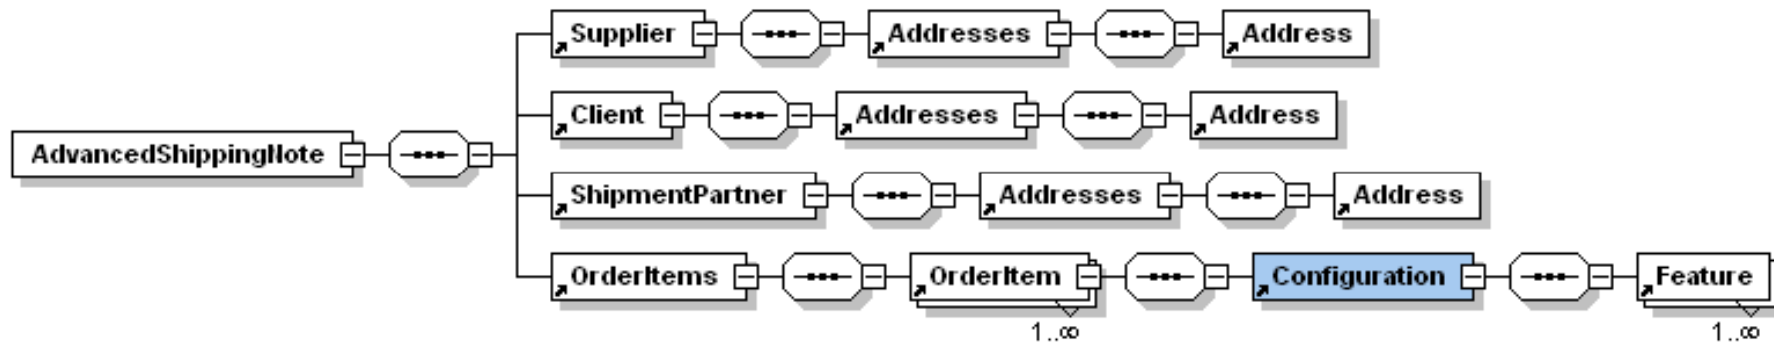 Supplier Addresses Address
Client Addresses Address
AdvancedShippingNote
ShipmentPartner Addresses Address
OrderItems OrderItem Configuration Feature
1..∞ 1..∞